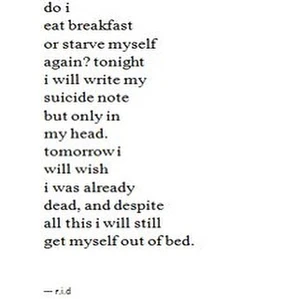 do i
eat breakfast
or starve myself
again? tonight
i will write my
suicide note
but only in
my head.
tomorrow i
will wish
i was already
dead, and despite
all this i will still
get myself out of bed.
— r.i.d